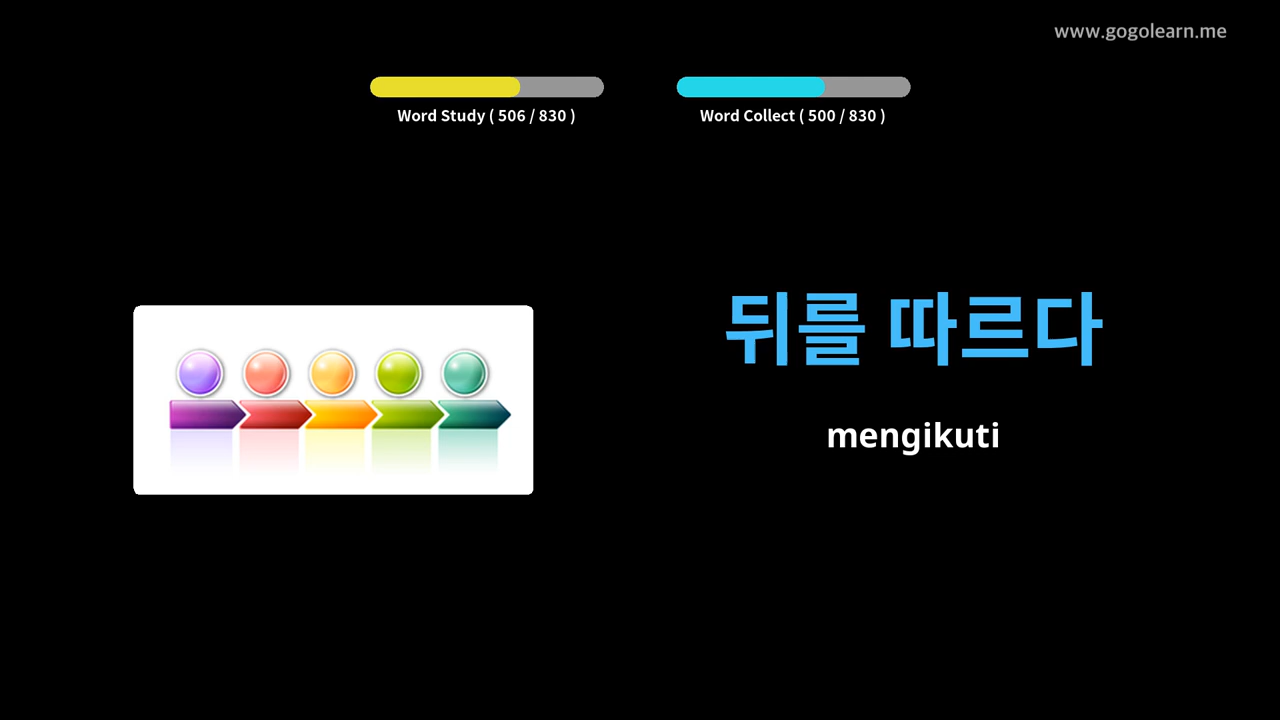 www.gogolearn.me
Word Study ( 506 / 830 )
Word Collect ( 500 / 830 )
뒤를 따르다
mengikuti